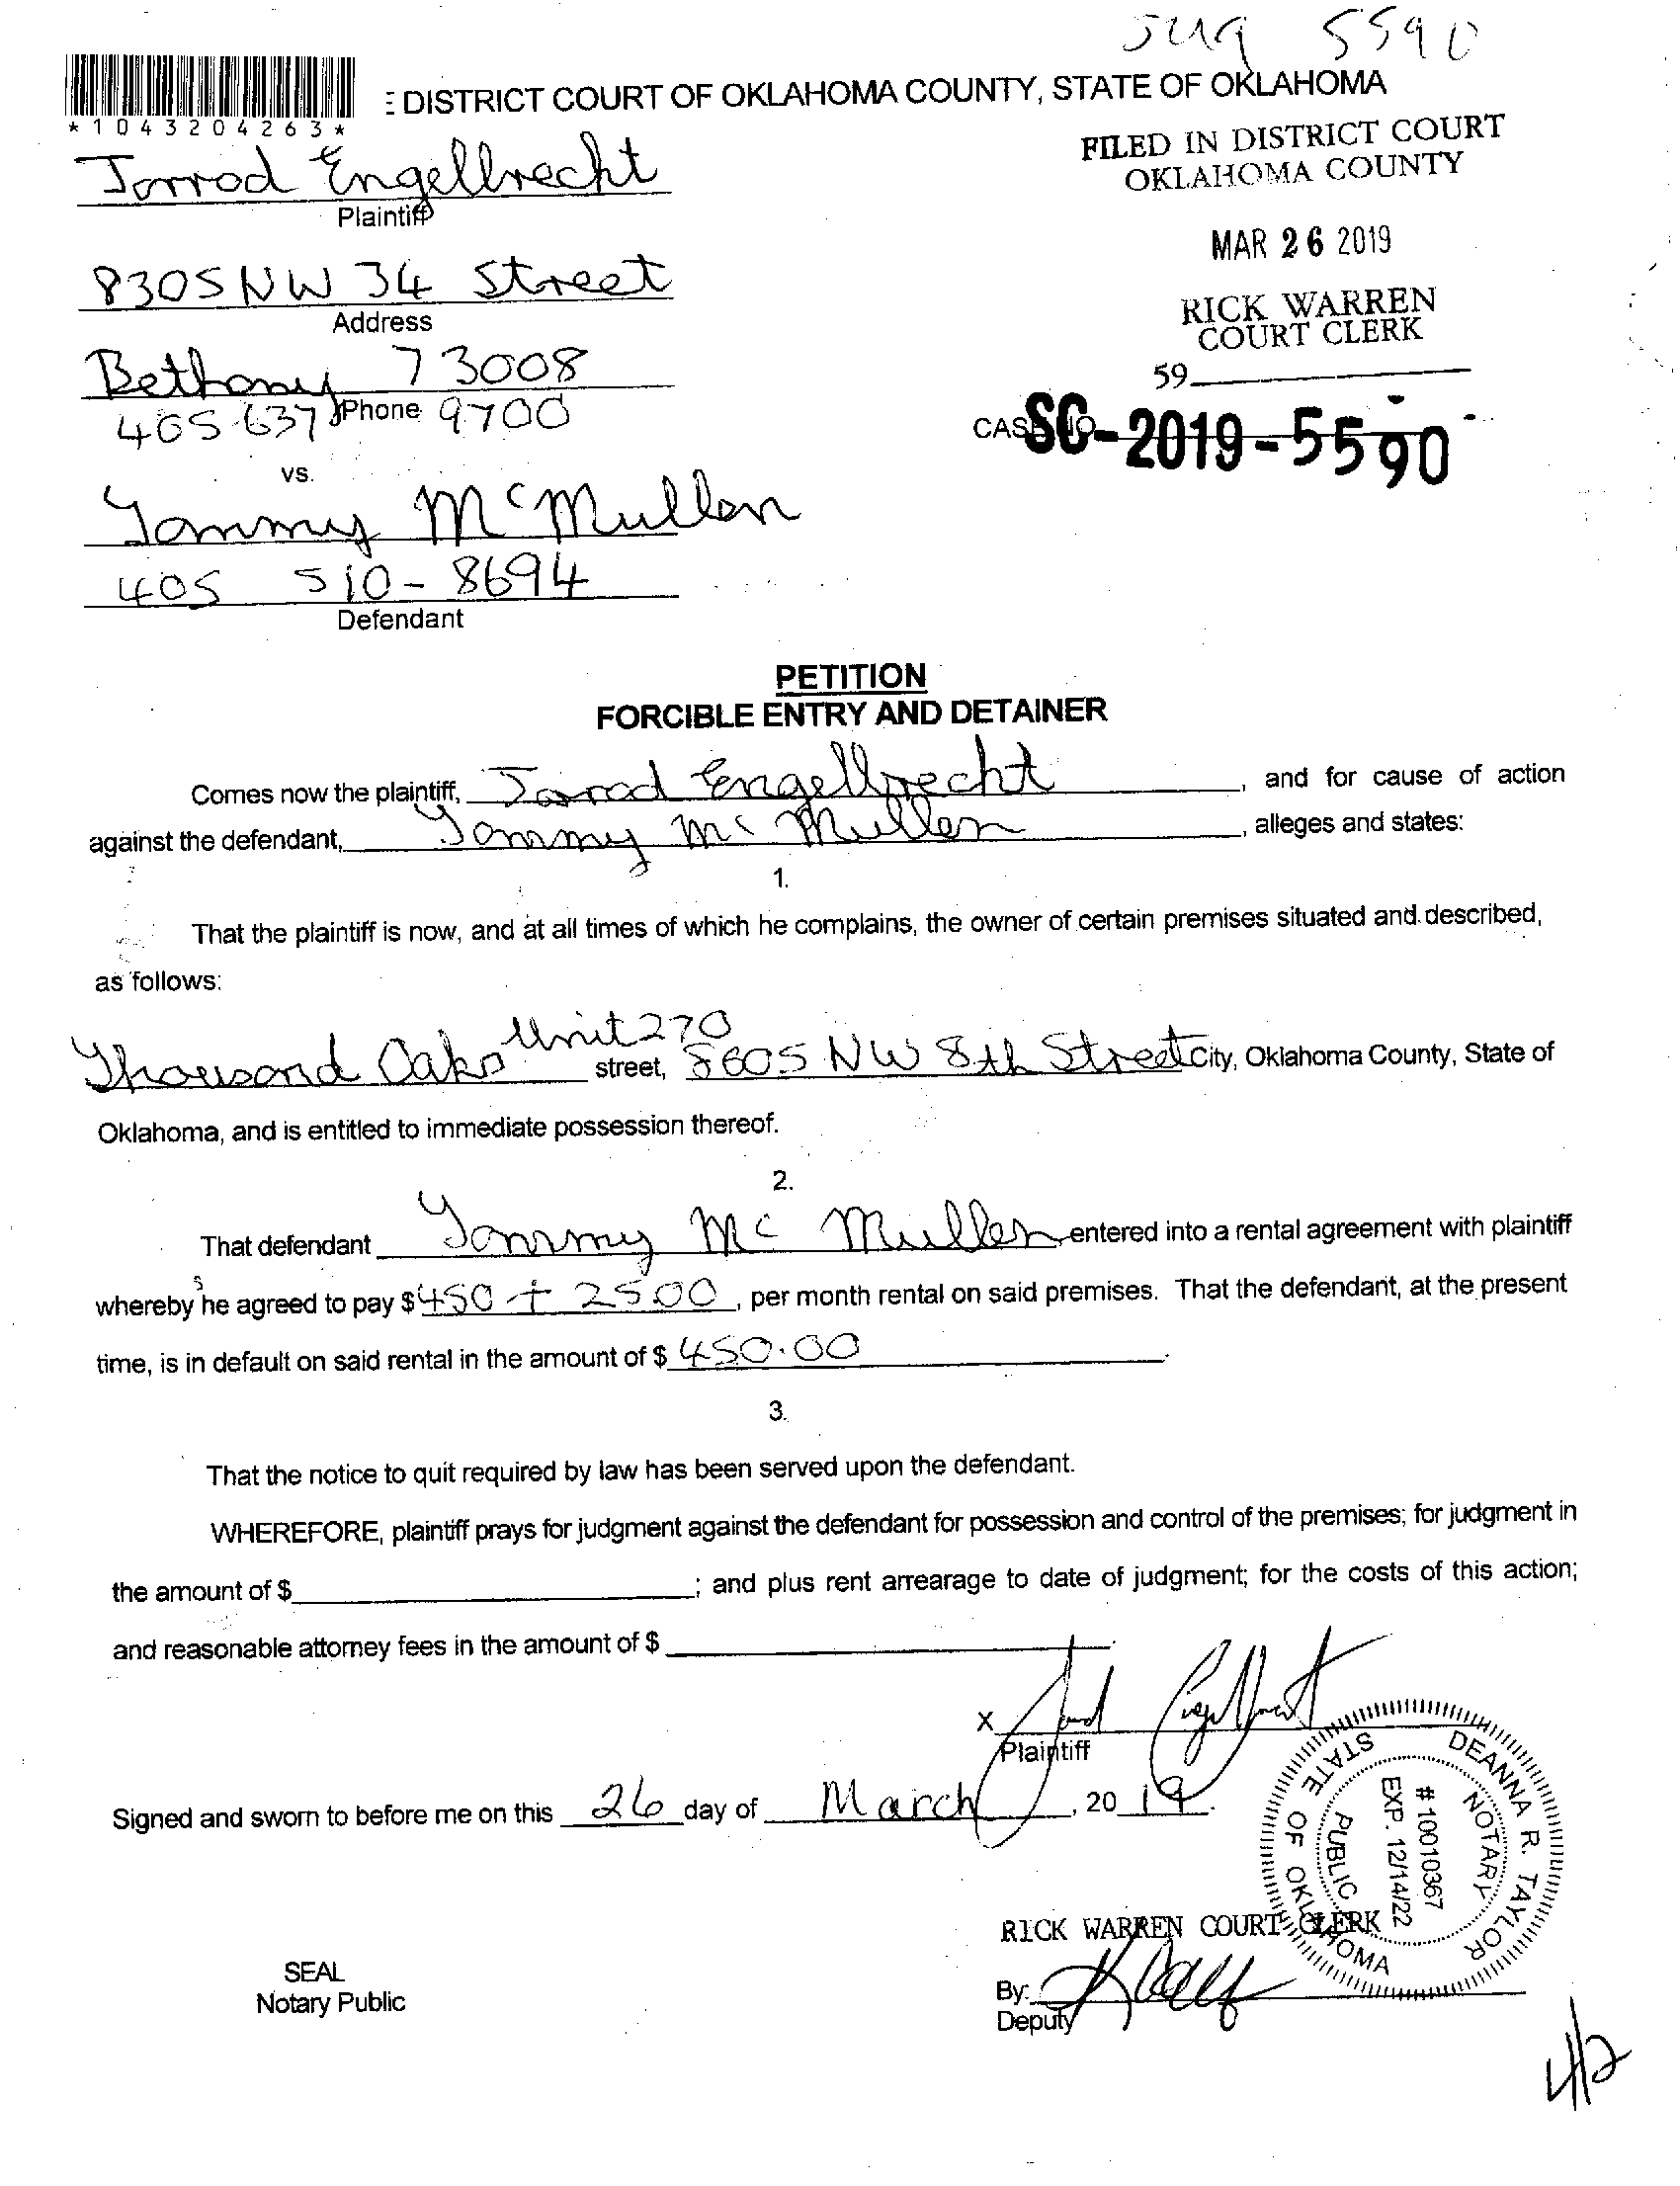 5590
DISTRICT COURT OF OKLAHOMA COUNTY, STATE OF OKLAHOMA
*1043204263*
FILED IN DISTRICT COURT
OKLAHOMA COUNTY
Jarrod Engellbrecht
Plaintiff
MAR 26 2019
8305 NW 34 Street
Address
RICK WARREN
COURT CLERK
Bethany 73008
59
405 637 Phone 9700
CASE NO SC-2019-5590
vs.
Tommy McMullen
405 510-8694
Defendant
PETITION
FORCIBLE ENTRY AND DETAINER
Comes now the plaintiff, Jarrod Engellbrecht, and for cause of action
against the defendant, Tommy Mc Mullen, alleges and states:
1.
That the plaintiff is now, and at all times of which he complains, the owner of certain premises situated and described,
as follows:
Thousand Oaks Unit 270 street, 8605 NW 8th Street City, Oklahoma County, State of
Oklahoma, and is entitled to immediate possession thereof.
2.
That defendant Tommy Mc Mullen entered into a rental agreement with plaintiff
whereby she agreed to pay $450 + 25.00, per month rental on said premises. That the defendant, at the present
time, is in default on said rental in the amount of $ 450.00.
3.
That the notice to quit required by law has been served upon the defendant.
WHEREFORE, plaintiff prays for judgment against the defendant for possession and control of the premises; for judgment in
the amount of $; and plus rent arrearage to date of judgment; for the costs of this action;
and reasonable attorney fees in the amount of $
X
Plaintiff
Signed and sworn to before me on this 26 day of March, 2019.
DEANNA R. TAYLOR
NOTARY PUBLIC
# 10010367
EXP. 12/14/22
STATE OF OKLAHOMA
RICK WARREN COURT CLERK
SEAL
Notary Public
By:
Deputy
4/2